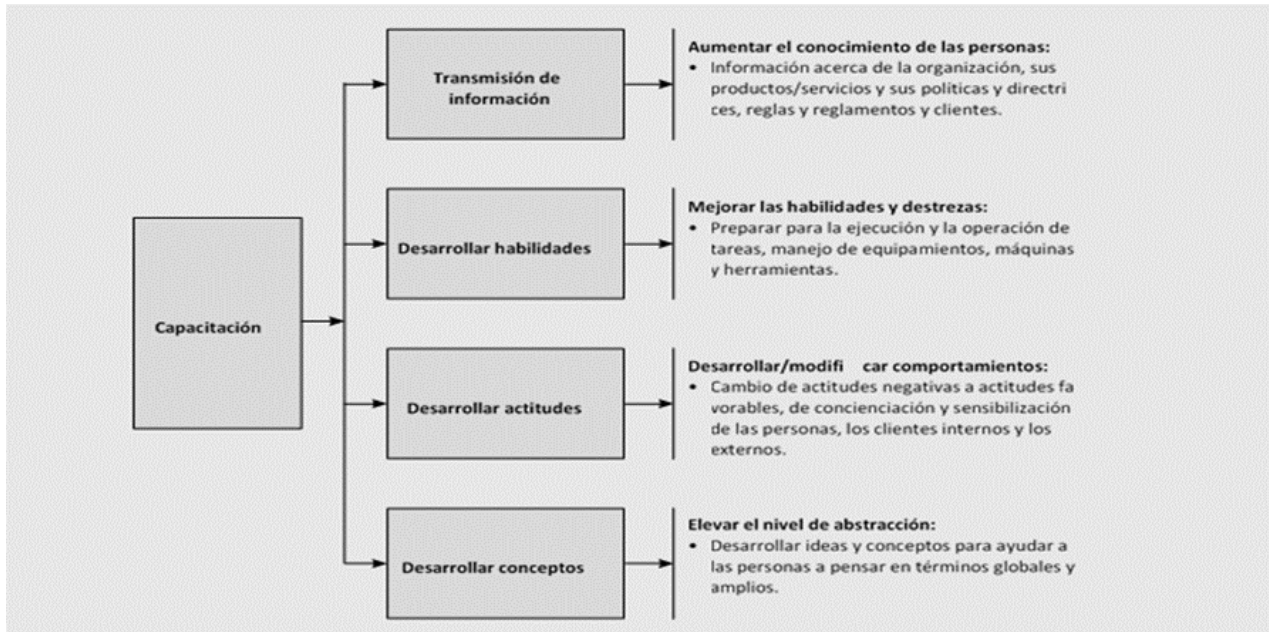 Capacitación
Transmisión de
información
Aumentar el conocimiento de las personas:
• Información acerca de la organización, sus
productos/servicios y sus políticas y directri
ces, reglas y reglamentos y clientes.
Desarrollar habilidades
Mejorar las habilidades y destrezas:
• Preparar para la ejecución y la operación de
tareas, manejo de equipamientos, máquinas
y herramientas.
Desarrollar actitudes
Desarrollar/modifi car comportamientos:
• Cambio de actitudes negativas a actitudes fa
vorables, de concienciación y sensibilización
de las personas, los clientes internos y los
externos.
Desarrollar conceptos
Elevar el nivel de abstracción:
• Desarrollar ideas y conceptos para ayudar a
las personas a pensar en términos globales y
amplios.